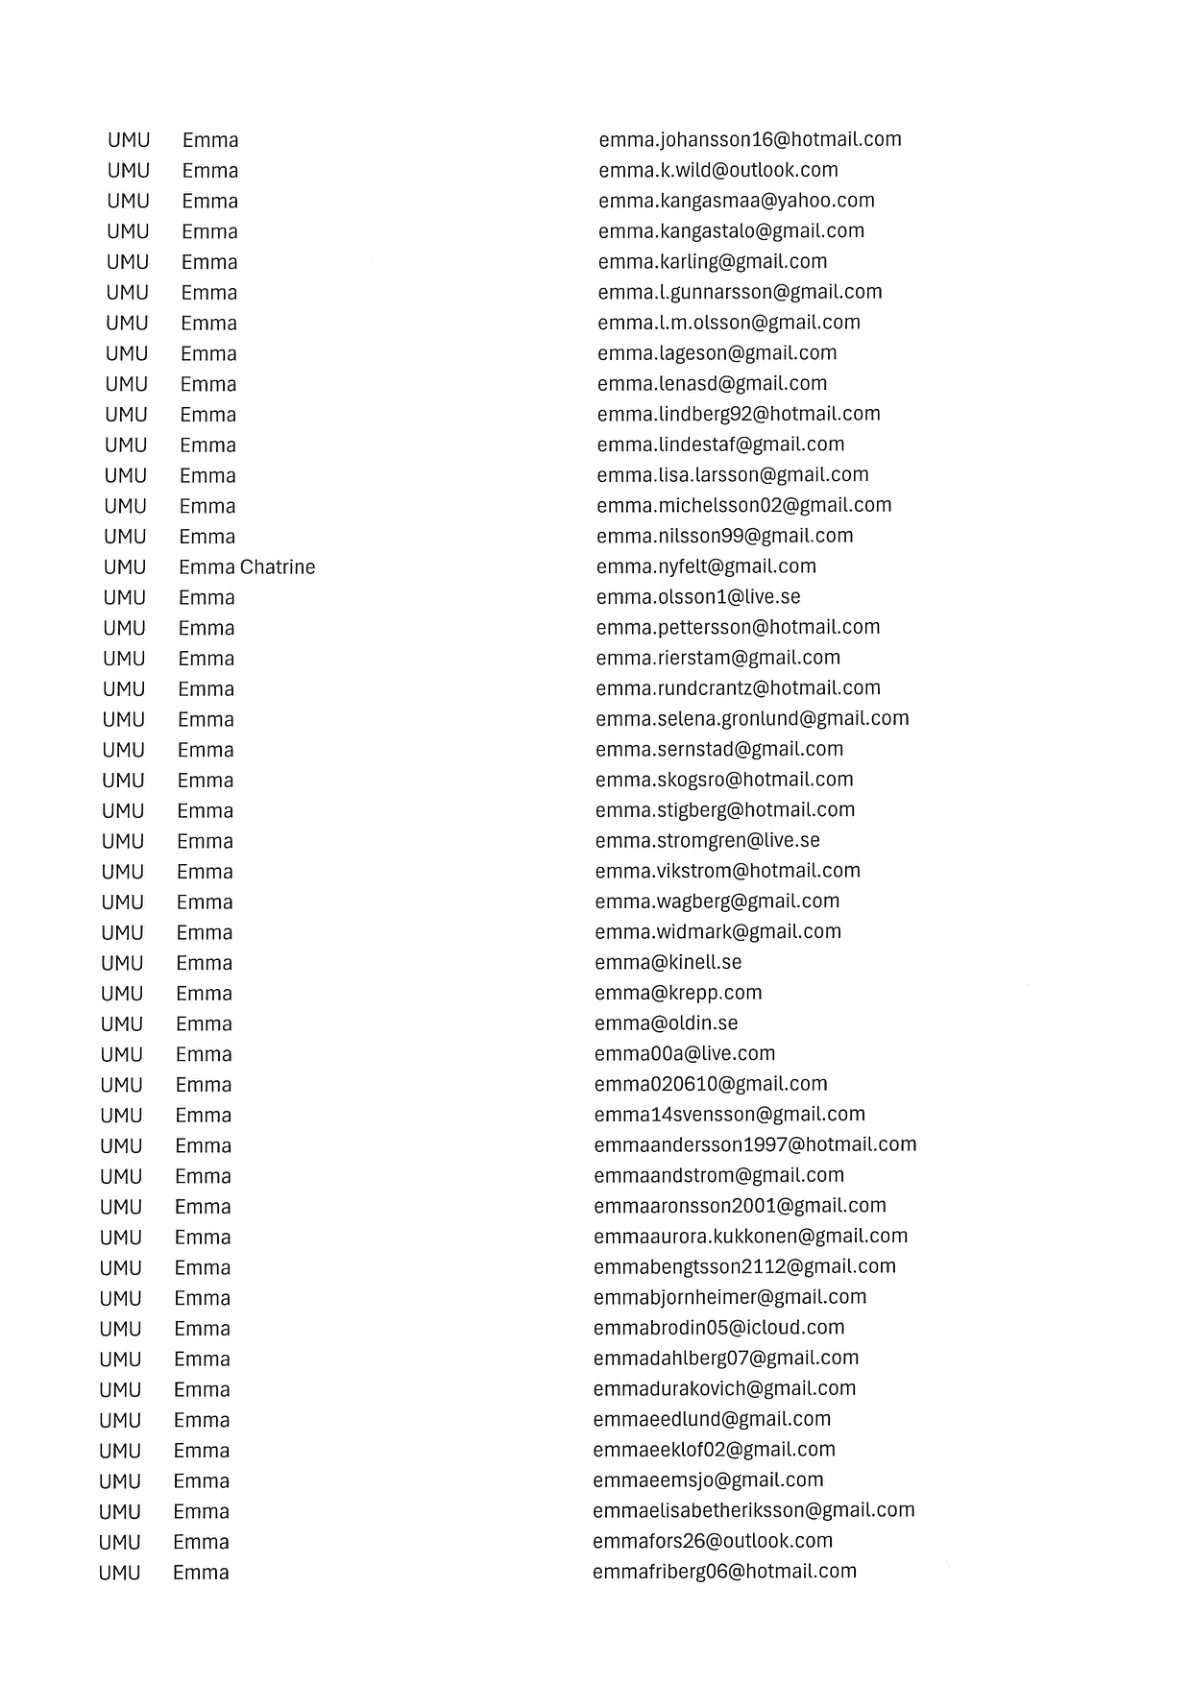 UMU Emma emma.johansson16@hotmail.com
UMU Emma emma.k.wild@outlook.com
UMU Emma emma.kangasmaa@yahoo.com
UMU Emma emma.kangastalo@gmail.com
UMU Emma emma.karling@gmail.com
UMU Emma emma.l.gunnarsson@gmail.com
UMU Emma emma.l.m.olsson@gmail.com
UMU Emma emma.lageson@gmail.com
UMU Emma emma.lenasd@gmail.com
UMU Emma emma.lindberg92@hotmail.com
UMU Emma emma.lindestaf@gmail.com
UMU Emma emma.lisa.larsson@gmail.com
UMU Emma emma.michelsson02@gmail.com
UMU Emma emma.nilsson99@gmail.com
UMU Emma Chatrine emma.nyfelt@gmail.com
UMU Emma emma.olsson1@live.se
UMU Emma emma.pettersson@hotmail.com
UMU Emma emma.rierstam@gmail.com
UMU Emma emma.rundcrantz@hotmail.com
UMU Emma emma.selena.gronlund@gmail.com
UMU Emma emma.sernstad@gmail.com
UMU Emma emma.skogsro@hotmail.com
UMU Emma emma.stigberg@hotmail.com
UMU Emma emma.stromgren@live.se
UMU Emma emma.vikstrom@hotmail.com
UMU Emma emma.wagberg@gmail.com
UMU Emma emma.widmark@gmail.com
UMU Emma emma@kinell.se
UMU Emma emma@krepp.com
UMU Emma emma@oldin.se
UMU Emma emma00a@live.com
UMU Emma emma020610@gmail.com
UMU Emma emma14svensson@gmail.com
UMU Emma emmaandersson1997@hotmail.com
UMU Emma emmaandstrom@gmail.com
UMU Emma emmaaronsson2001@gmail.com
UMU Emma emmaaurora.kukkonen@gmail.com
UMU Emma emmabengtsson2112@gmail.com
UMU Emma emmabjornheimer@gmail.com
UMU Emma emmabrodin05@icloud.com
UMU Emma emmadahlberg07@gmail.com
UMU Emma emmadurakovich@gmail.com
UMU Emma emmaeedlund@gmail.com
UMU Emma emmaeeklof02@gmail.com
UMU Emma emmaeemsjo@gmail.com
UMU Emma emmaelisabetheriksson@gmail.com
UMU Emma emmafors26@outlook.com
UMU Emma emmafriberg06@hotmail.com